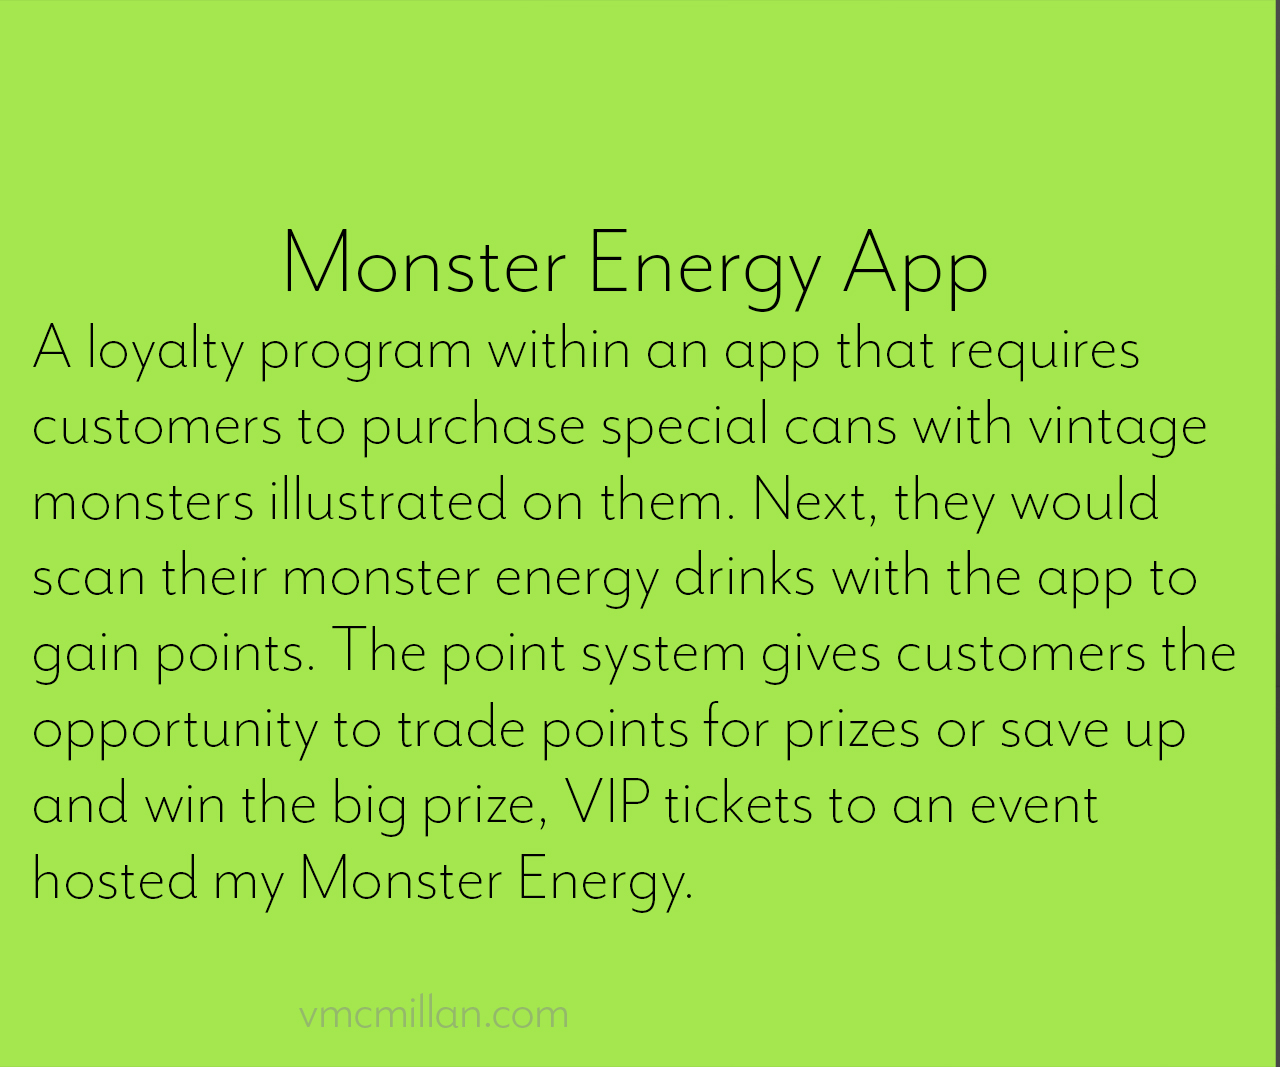 Monster Energy App
A loyalty program within an app that requires
customers to purchase special cans with vintage
monsters illustrated on them. Next, they would
scan their monster energy drinks with the app to
gain points. The point system gives customers the
opportunity to trade points for prizes or save up
and win the big prize, VIP tickets to an event
hosted my Monster Energy.
vmcmillan.com